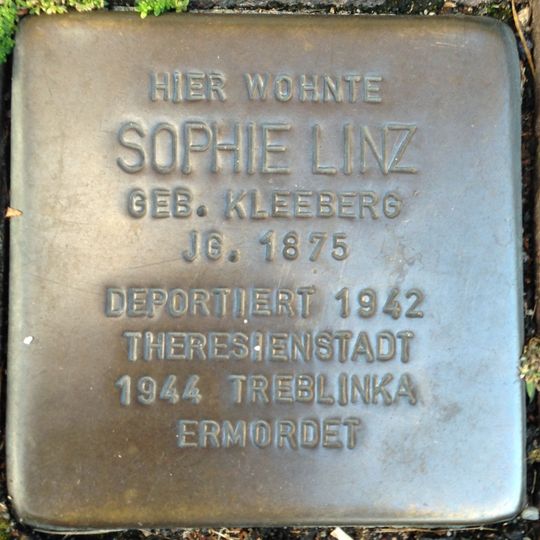 HIER WOHNTE
SOPHIE LINZ
GEB. KLEEBERG
JG. 1875
DEPORTIERT 1942
THERESIENSTADT
1944 TREBLINKA
ERMORDET